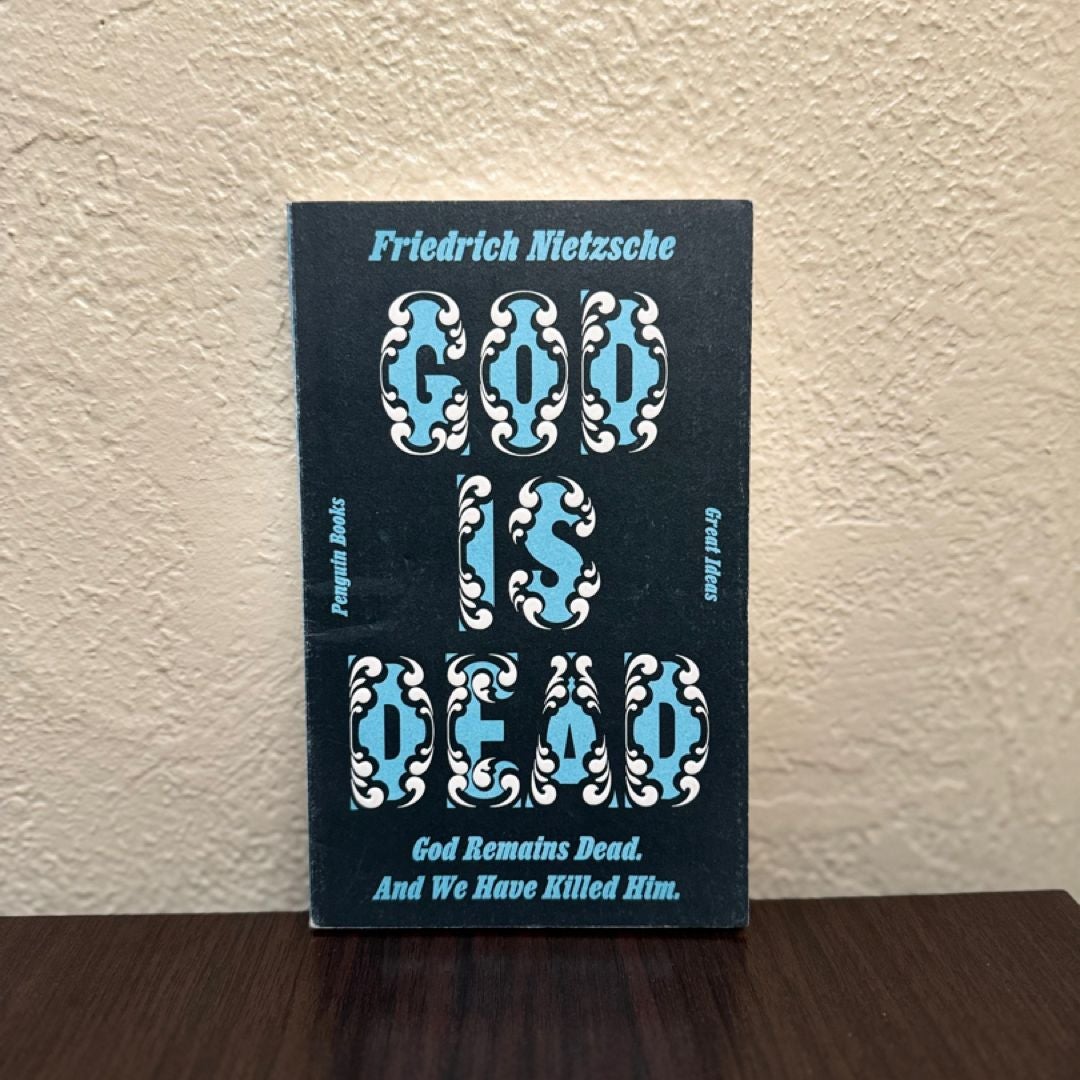 Friedrich Nietzsche
GOD
IS
Penguin Books
Great Ideas
DEAD
God Remains Dead.
And We Have Killed Him.